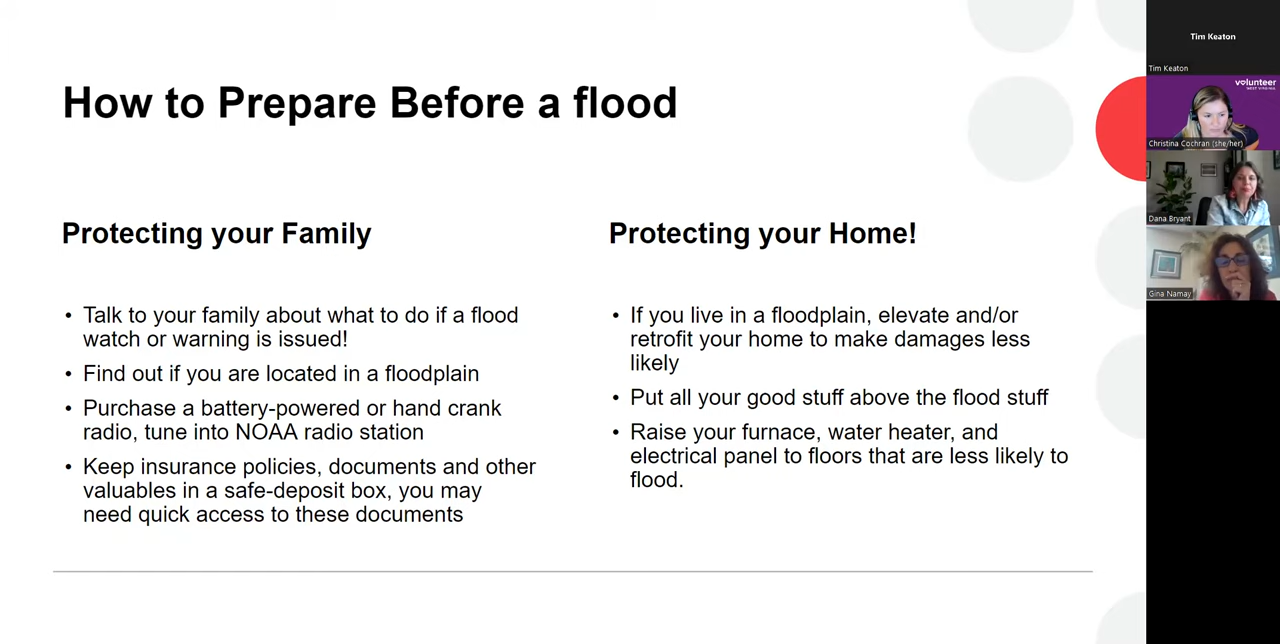 How to Prepare Before a flood
Protecting your Family
• Talk to your family about what to do if a flood
watch or warning is issued!
• Find out if you are located in a floodplain
• Purchase a battery-powered or hand crank
radio, tune into NOAA radio station
• Keep insurance policies, documents and other
valuables in a safe-deposit box, you may
need quick access to these documents
Protecting your Home!
• If you live in a floodplain, elevate and/or
retrofit your home to make damages less
likely
• Put all your good stuff above the flood stuff
• Raise your furnace, water heater, and
electrical panel to floors that are less likely to
flood.
Tim Keaton
Tim Keaton
volunteer
WEST VIRGINIA
Christina Cochran (she/her)
Dana Bryant
Gina Namay